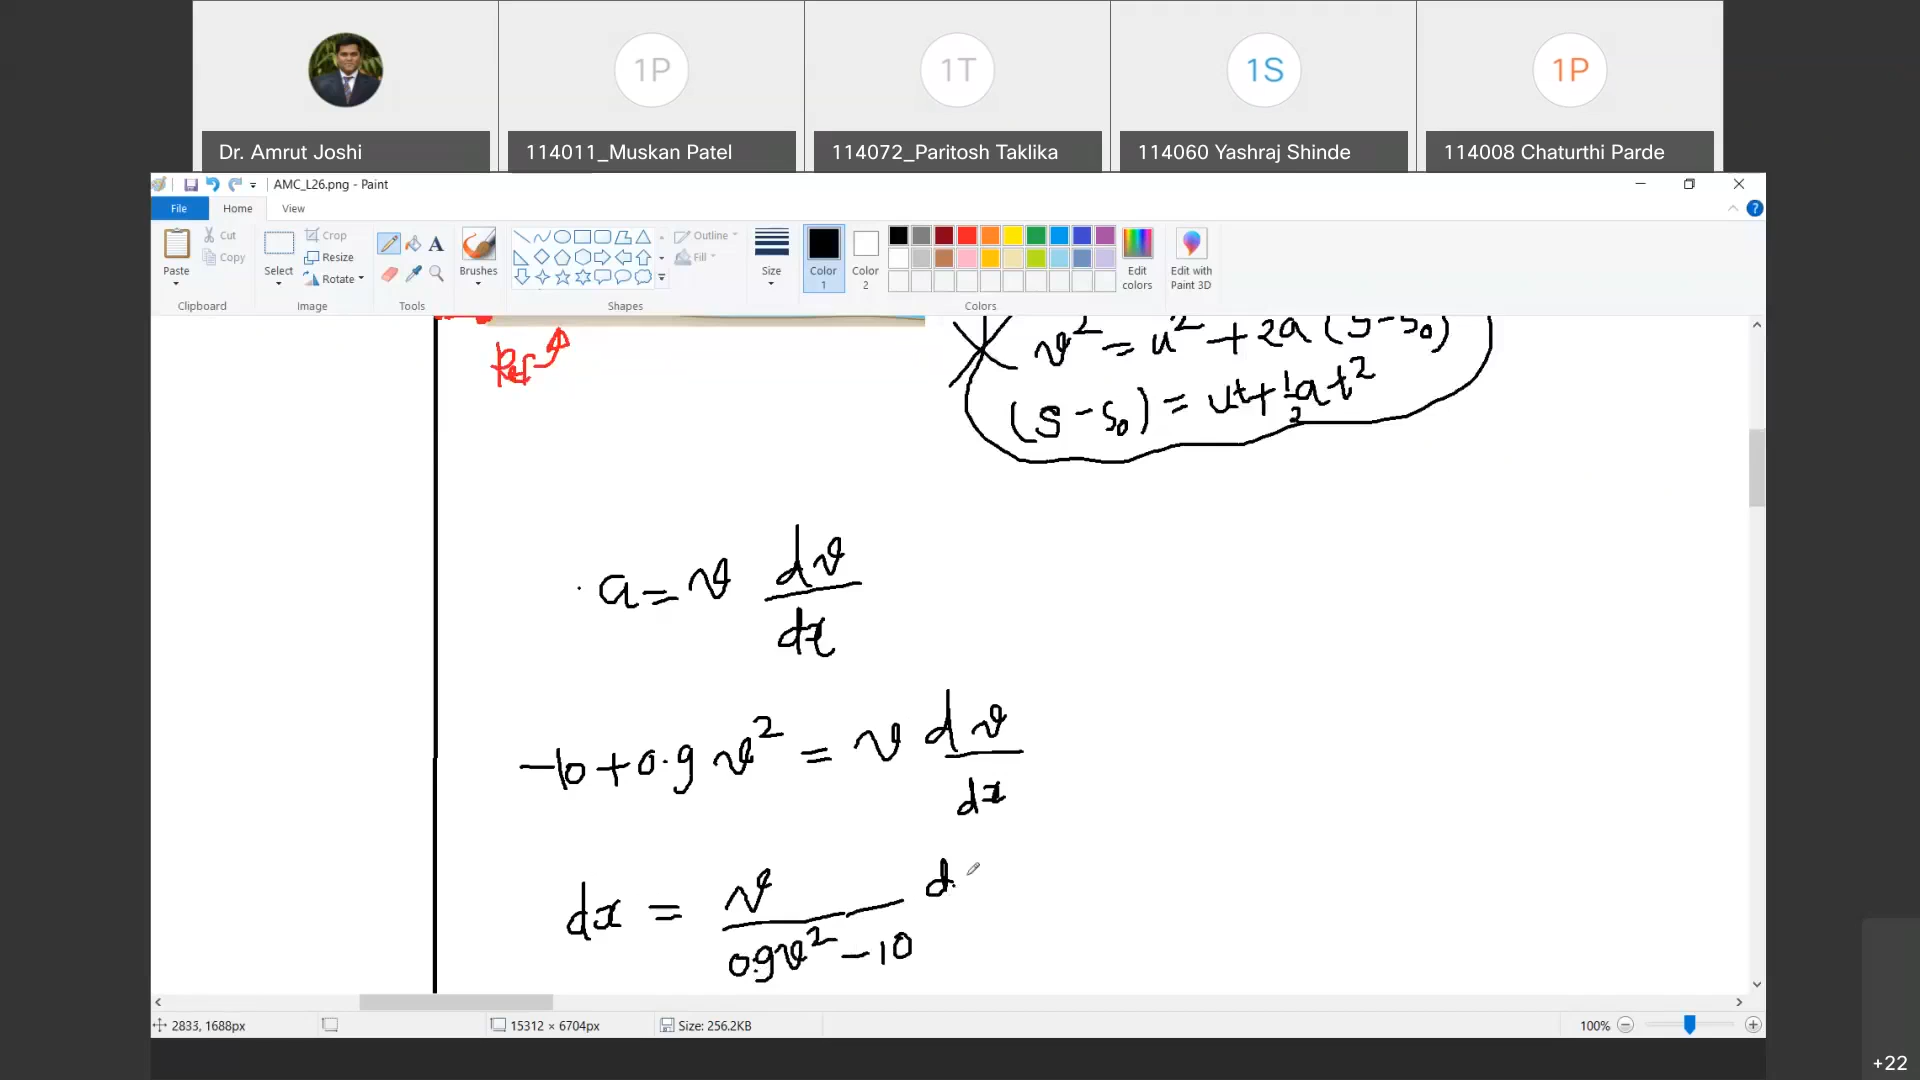 1P
1T
1S
1P
Dr. Amrut Joshi
114011_Muskan Patel
114072_Paritosh Taklika
114060 Yashraj Shinde
114008 Chaturthi Parde
AMC_L26.png - Paint
File
Home
View
Paste
Cut
Copy
Select
Crop
Resize
Rotate
A
Brushes
Outline
Fill
Size
Color 1
Color 2
Edit colors
Edit with Paint 3D
Clipboard
Image
Tools
Shapes
Colors
Ref
v² = u² + 2a (S - S₀)
(S - S₀) = ut + 1/2 at²
a = v dv/dx
-10 + 0.9 v² = v dv/dx
dx = v/(0.9v² - 10) d
2833, 1688px
15312 × 6704px
Size: 256.2KB
100%
+22